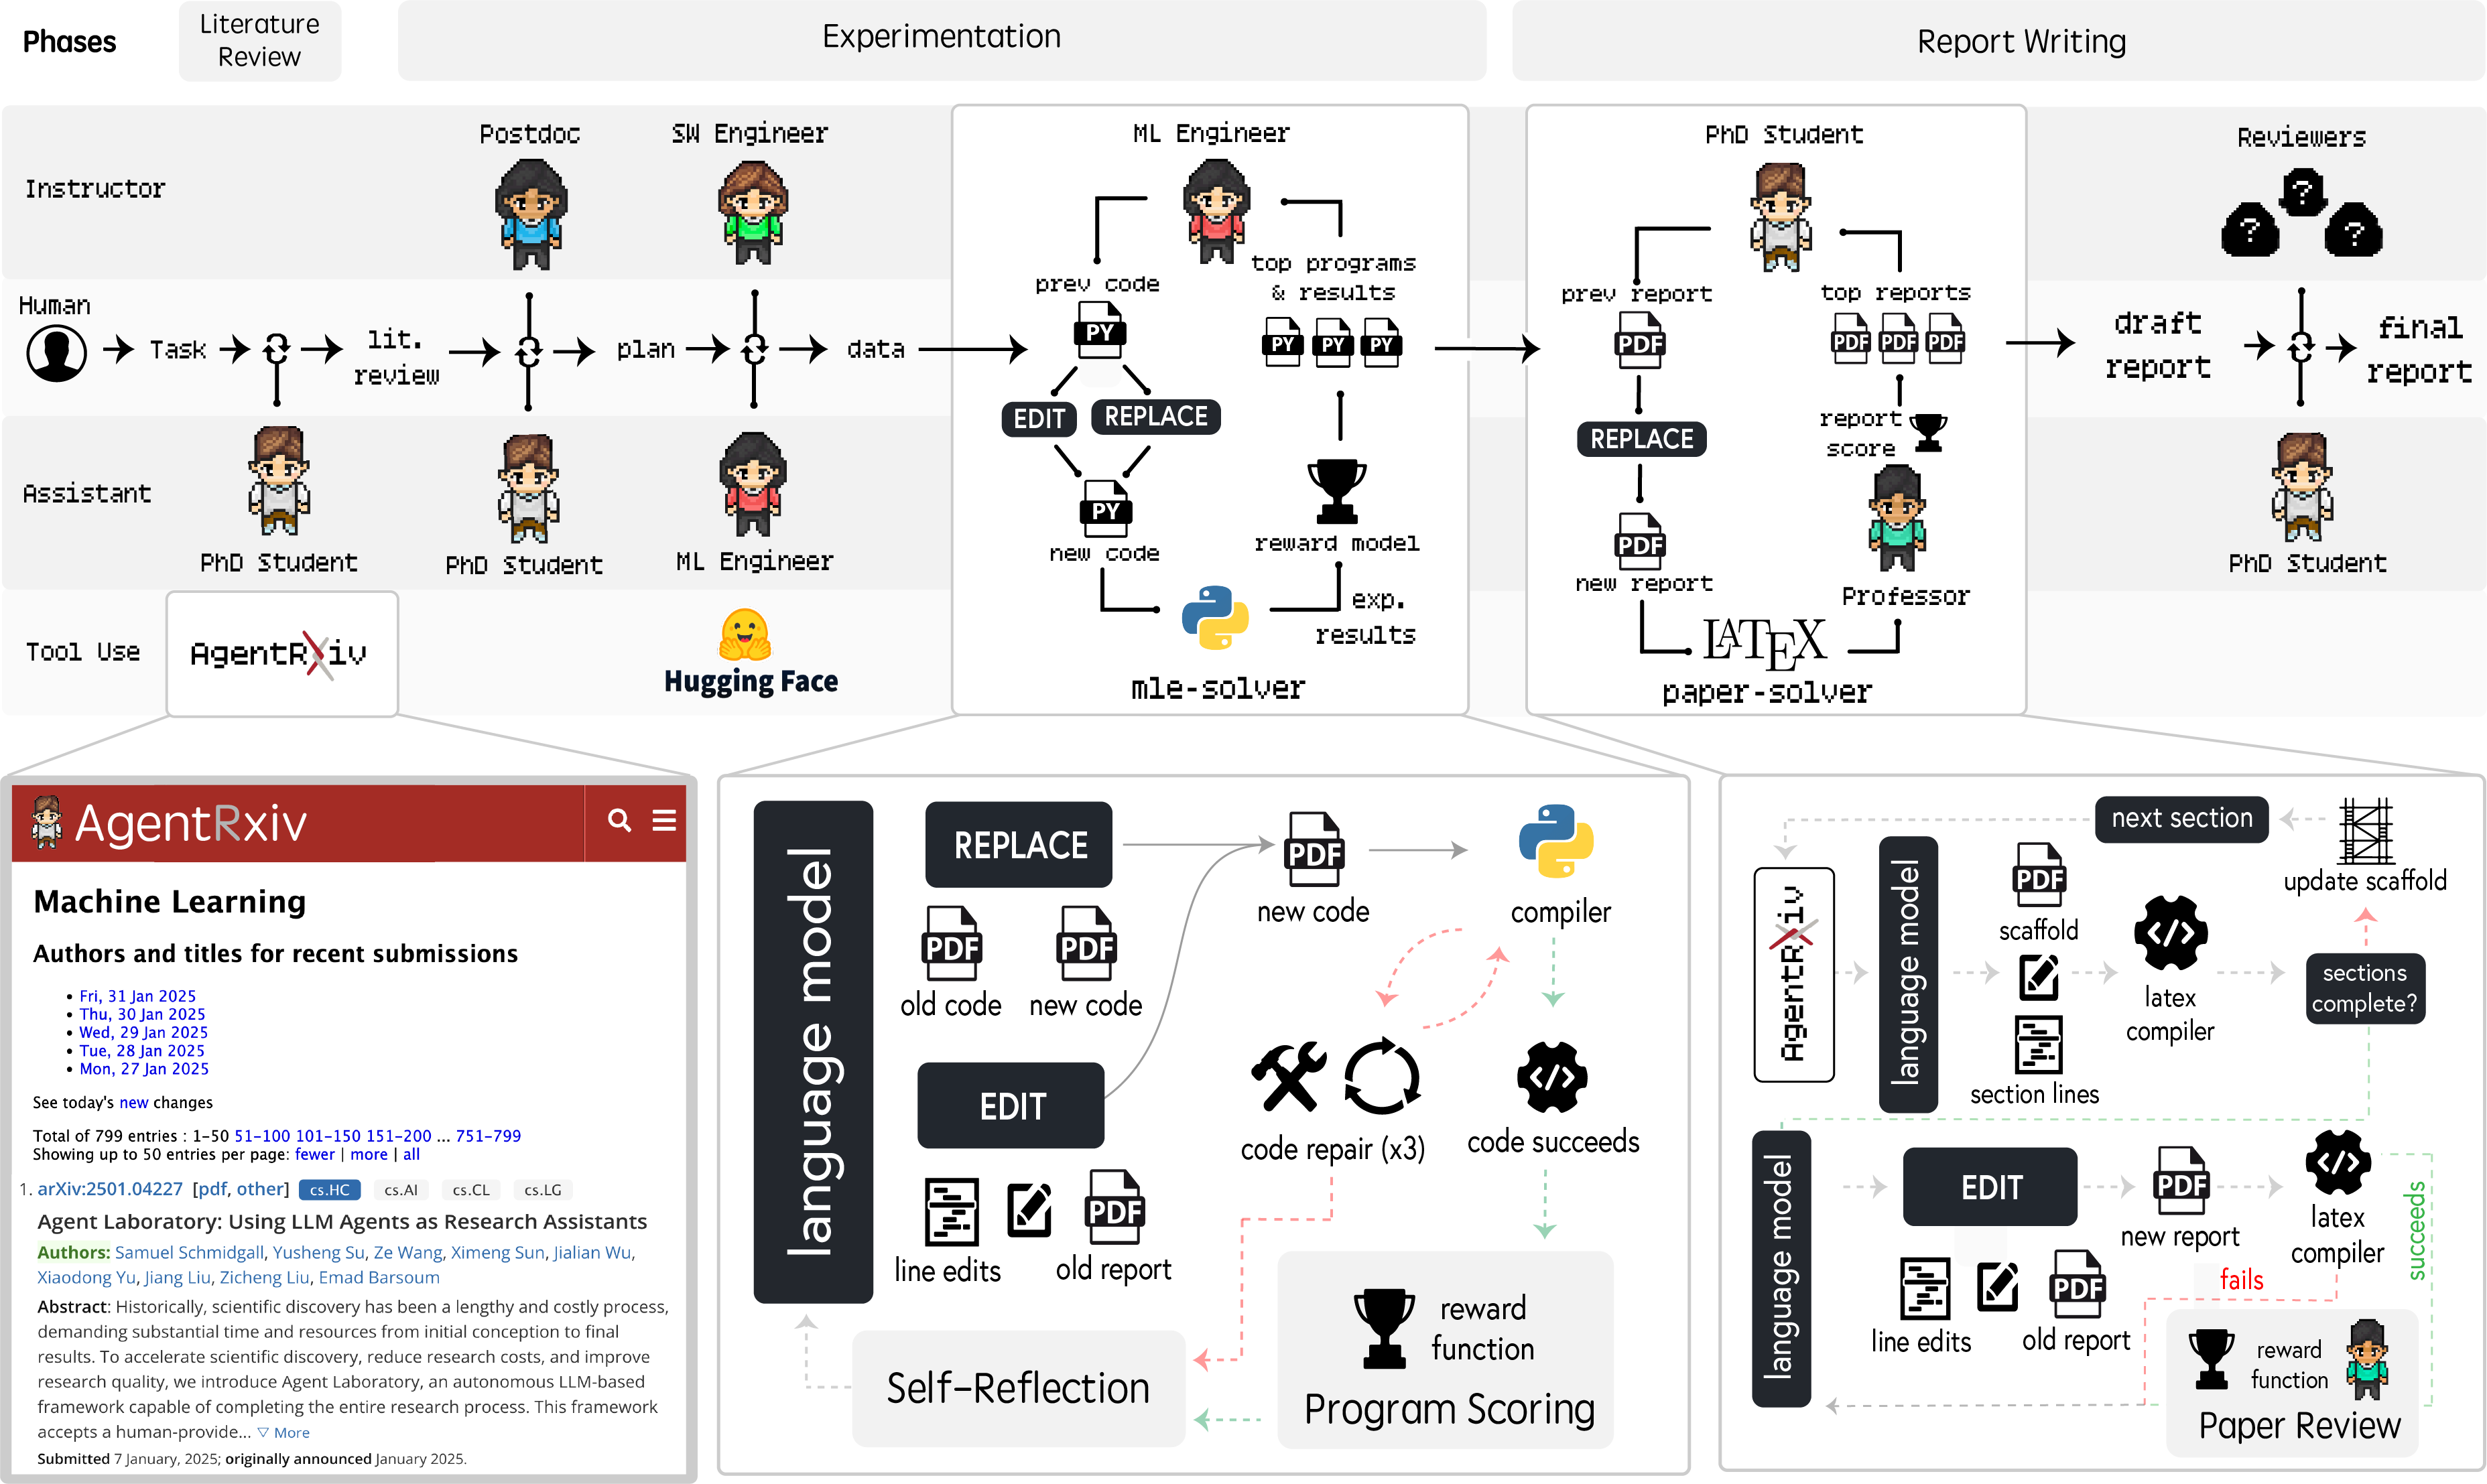 Phases
Literature
Review
Experimentation
Report Writing
Instructor
Postdoc
SW Engineer
ML Engineer
PhD Student
Reviewers
? ? ?
prev code
top programs
& results
prev report
top reports
Human
Task
lit.
review
plan
data
PY
PY PY PY
PDF
PDF PDF PDF
draft
report
final
report
EDIT
REPLACE
REPLACE
report
score
Assistant
PhD Student
PhD Student
ML Engineer
PY
new code
reward model
PDF
new report
Professor
PhD Student
exp.
results
Tool Use
AgentRXiv
Hugging Face
mle-solver
LATEX
paper-solver
AgentRxiv
Machine Learning
Authors and titles for recent submissions
• Fri, 31 Jan 2025
• Thu, 30 Jan 2025
• Wed, 29 Jan 2025
• Tue, 28 Jan 2025
• Mon, 27 Jan 2025
See today's new changes
Total of 799 entries : 1-50 51-100 101-150 151-200 ... 751-799
Showing up to 50 entries per page: fewer | more | all
1. arXiv:2501.04227 [pdf, other] cs.HC cs.AI cs.CL cs.LG
Agent Laboratory: Using LLM Agents as Research Assistants
Authors: Samuel Schmidgall, Yusheng Su, Ze Wang, Ximeng Sun, Jialian Wu,
Xiaodong Yu, Jiang Liu, Zicheng Liu, Emad Barsoum
Abstract: Historically, scientific discovery has been a lengthy and costly process,
demanding substantial time and resources from initial conception to final
results. To accelerate scientific discovery, reduce research costs, and improve
research quality, we introduce Agent Laboratory, an autonomous LLM-based
framework capable of completing the entire research process. This framework
accepts a human-provide... ▽ More
Submitted 7 January, 2025; originally announced January 2025.
language model
REPLACE
PDF
old code
PDF
new code
PDF
new code
compiler
EDIT
line edits
PDF
old report
code repair (x3)
</>
code succeeds
Self-Reflection
reward
function
Program Scoring
next section
update scaffold
AgentRXiv
language model
PDF
scaffold
section lines
</>
latex
compiler
sections
complete?
language model
EDIT
line edits
PDF
old report
PDF
new report
</>
latex
compiler
succeeds
fails
reward
function
Paper Review